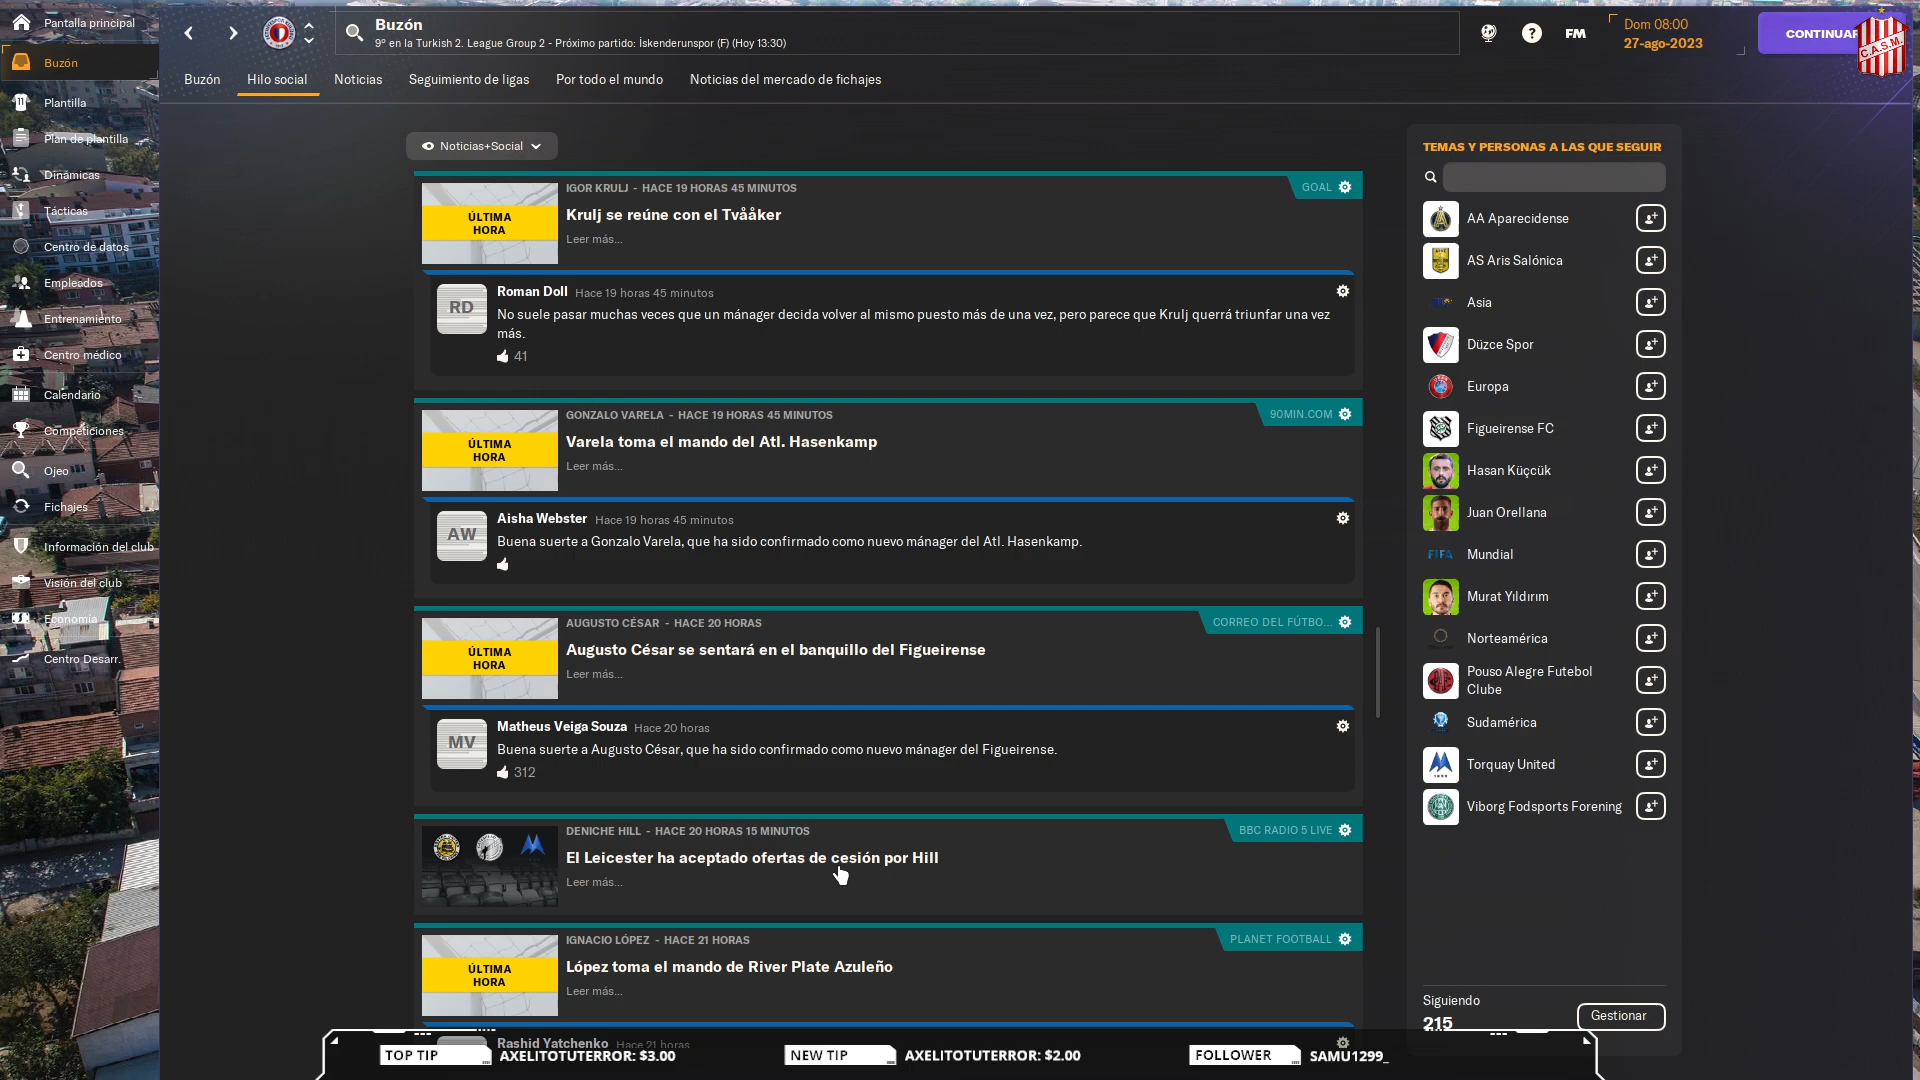 Pantalla principal
Buzón
Plantilla
Plan de plantilla
Dinámicas
Tácticas
Centro de datos
Empleados
Entrenamiento
Centro médico
Calendario
Competiciones
Ojeo
Fichajes
Información del club
Visión del club
Economía
Centro Desarr.
Buzón
9º en la Turkish 2. League Group 2 - Próximo partido: İskenderunspor (F) (Hoy 13:30)
FM
Dom 08:00
27-ago-2023
CONTINUAR
C.A.S.M.
Buzón
Hilo social
Noticias
Seguimiento de ligas
Por todo el mundo
Noticias del mercado de fichajes
Noticias+Social
ÚLTIMA
HORA
IGOR KRULJ - HACE 19 HORAS 45 MINUTOS
GOAL
Krulj se reúne con el Tvååker
Leer más...
RD
Roman Doll Hace 19 horas 45 minutos
No suele pasar muchas veces que un mánager decida volver al mismo puesto más de una vez, pero parece que Krulj querrá triunfar una vez
más.
41
ÚLTIMA
HORA
GONZALO VARELA - HACE 19 HORAS 45 MINUTOS
90MIN.COM
Varela toma el mando del Atl. Hasenkamp
Leer más...
AW
Aisha Webster Hace 19 horas 45 minutos
Buena suerte a Gonzalo Varela, que ha sido confirmado como nuevo mánager del Atl. Hasenkamp.
ÚLTIMA
HORA
AUGUSTO CÉSAR - HACE 20 HORAS
CORREO DEL FÚTBO...
Augusto César se sentará en el banquillo del Figueirense
Leer más...
MV
Matheus Veiga Souza Hace 20 horas
Buena suerte a Augusto César, que ha sido confirmado como nuevo mánager del Figueirense.
312
DENICHE HILL - HACE 20 HORAS 15 MINUTOS
BBC RADIO 5 LIVE
El Leicester ha aceptado ofertas de cesión por Hill
Leer más...
ÚLTIMA
HORA
IGNACIO LÓPEZ - HACE 21 HORAS
PLANET FOOTBALL
López toma el mando de River Plate Azuleño
Leer más...
Rashid Yatchenko Hace 21 horas
TEMAS Y PERSONAS A LAS QUE SEGUIR
AA Aparecidense
AS Aris Salónica
Asia
Düzce Spor
Europa
Figueirense FC
Hasan Küçcük
Juan Orellana
FIFA
Mundial
Murat Yıldırım
Norteamérica
Pouso Alegre Futebol
Clube
Sudamérica
Torquay United
Viborg Fodsports Forening
Siguiendo
215
Gestionar
TOP TIP
AXELITOTUTERROR: $3.00
NEW TIP
AXELITOTUTERROR: $2.00
FOLLOWER
SAMU1299_